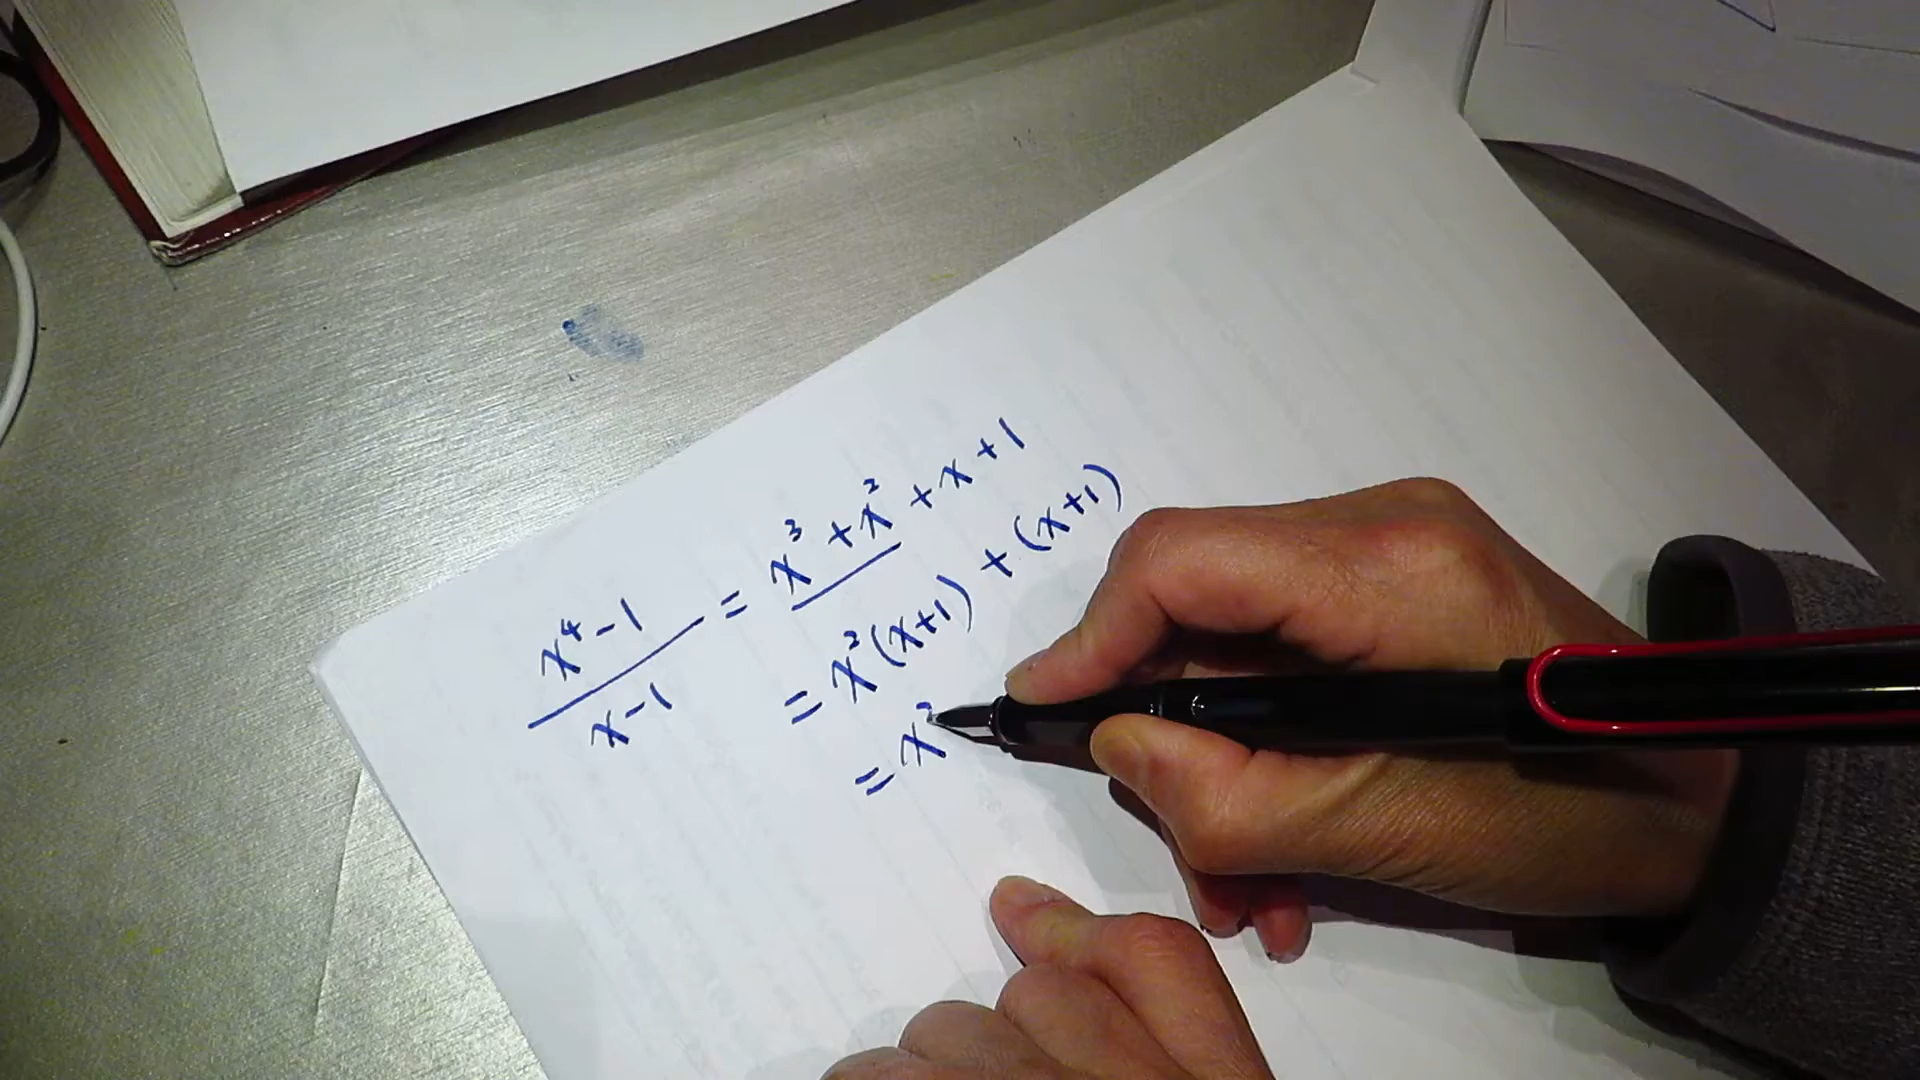 x⁴-1/x-1 = x³+x²+x+1
= x²(x+1)+(x+1)
= x²